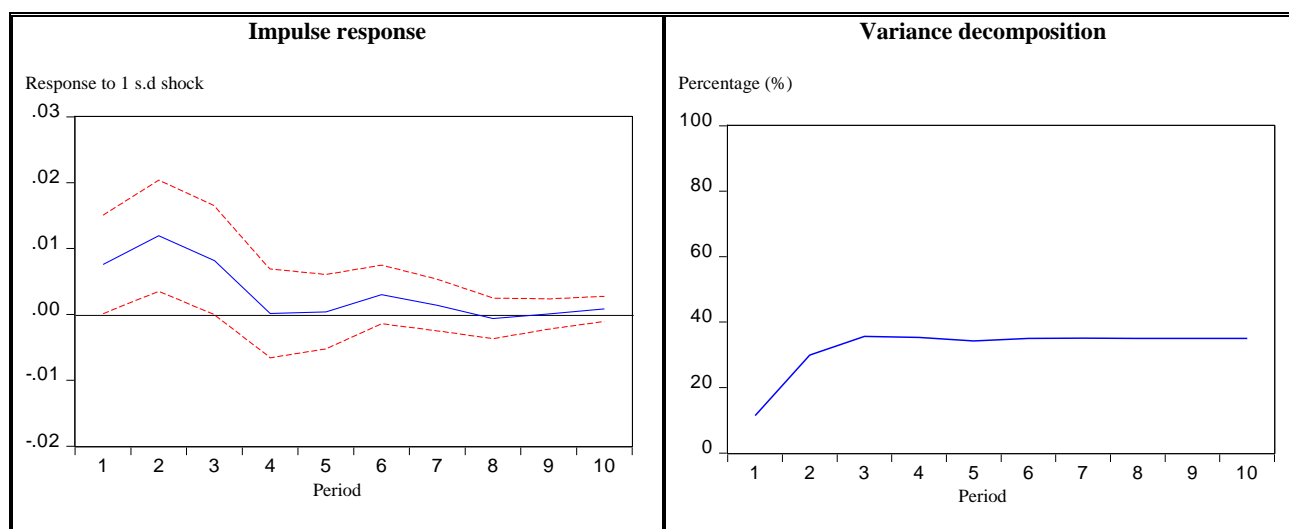 Impulse response
Response to 1 s.d shock
.03
.02
.01
.00
-.01
-.02
1 2 3 4 5 6 7 8 9 10
Period
Variance decomposition
Percentage (%)
100
80
60
40
20
0
1 2 3 4 5 6 7 8 9 10
Period